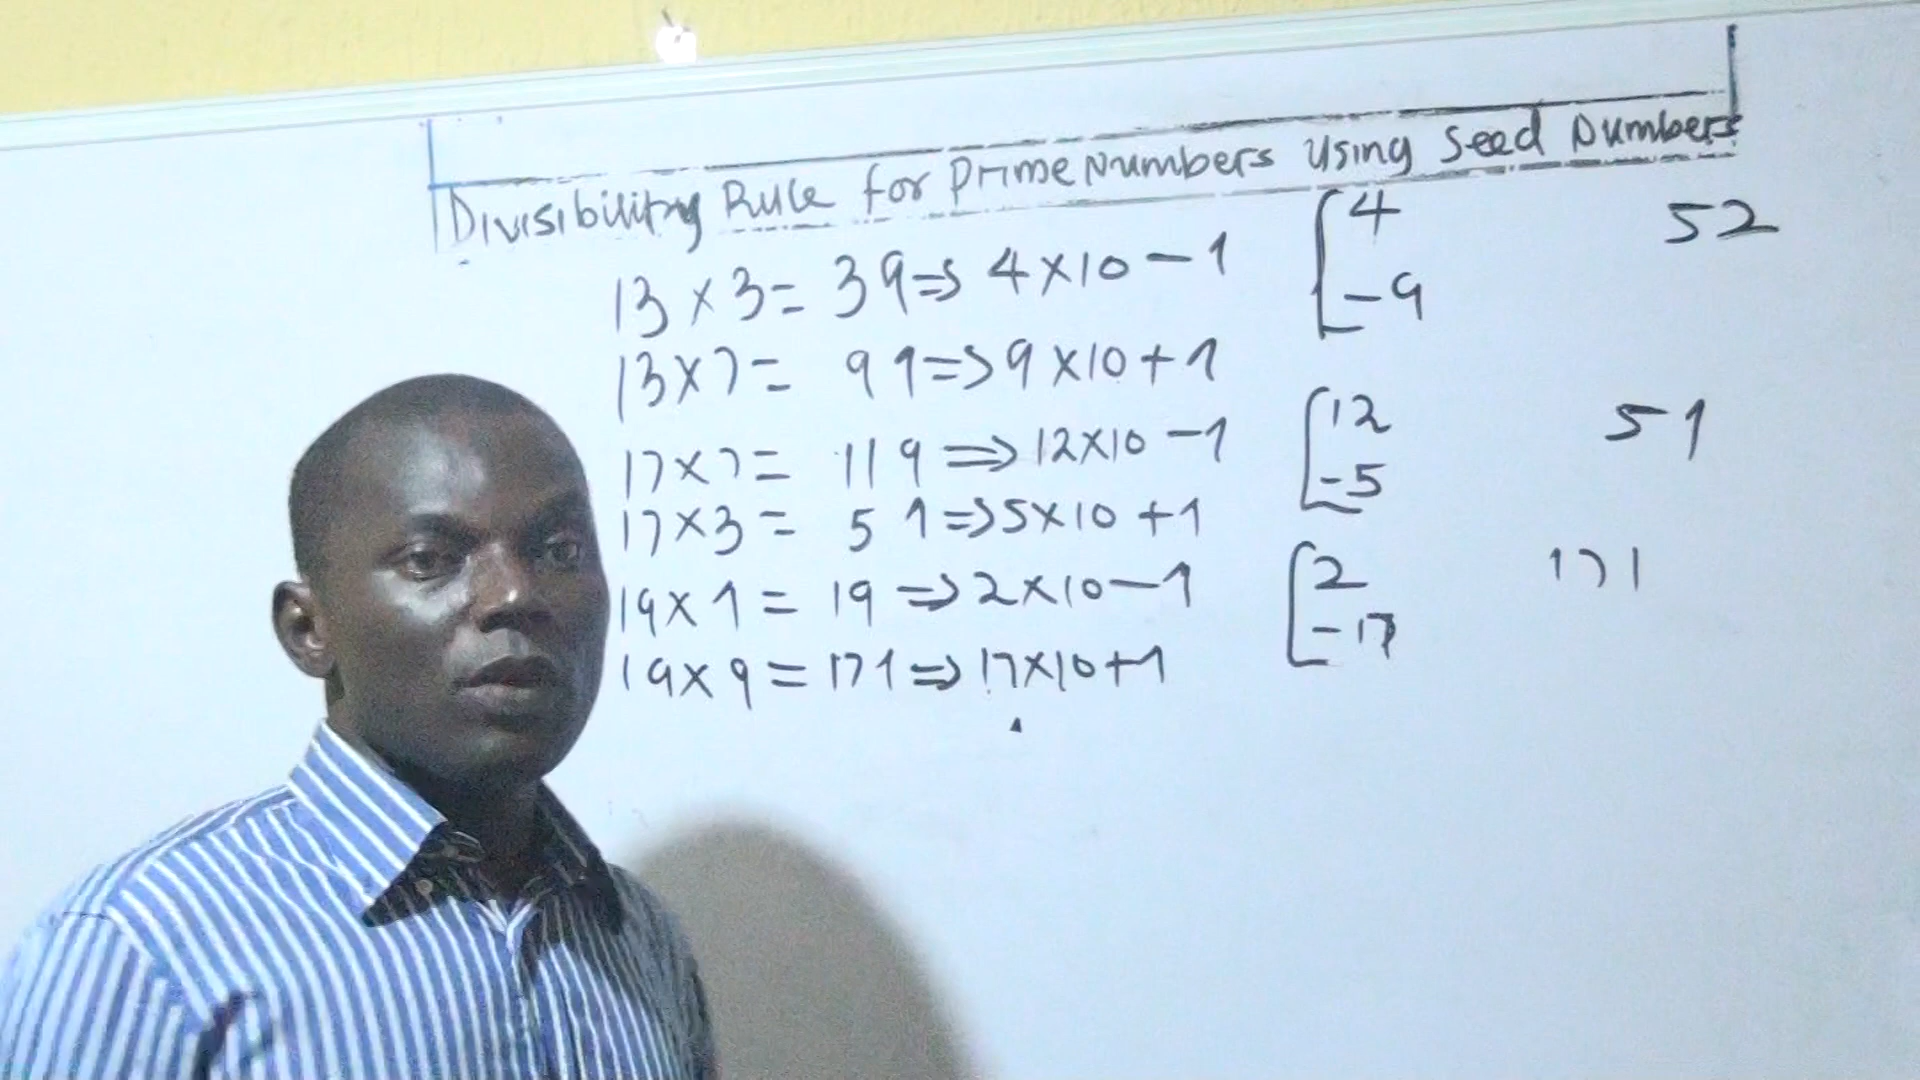 Divisibility Rule for Prime Numbers Using Seed Numbers
13 × 3 = 39 ⇒ 4×10 − 1 [4 52
−9
13×7 = 91 ⇒ 9×10 + 1
17×7 = 119 ⇒ 12×10 − 1 [12 51
−5
17×3 = 51 ⇒ 5×10 + 1
19×1 = 19 ⇒ 2×10 − 1 [2 171
−17
19×9 = 171 ⇒ 17×10+1